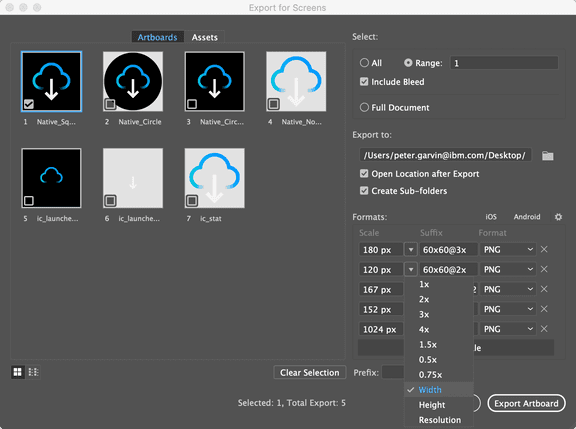 Export for Screens
Artboards Assets
1 Native_Sq...
2 Native_Circle
3 Native_Circ...
4 Native_No...
5 ic_launche...
6 ic_launche...
7 ic_stat
Clear Selection
Selected: 1, Total Export: 5
Select:
All Range: 1
Include Bleed
Full Document
Export to:
/Users/peter.garvin@ibm.com/Desktop/
Open Location after Export
Create Sub-folders
Formats: iOS Android
Scale Suffix Format
180 px 60x60@3x PNG
120 px 60x60@2x PNG
167 px 2 PNG
152 px PNG
1024 px PNG
1x
2x
3x
4x
1.5x
0.5x
0.75x
Width
Height
Resolution
le
Prefix:
Export Artboard